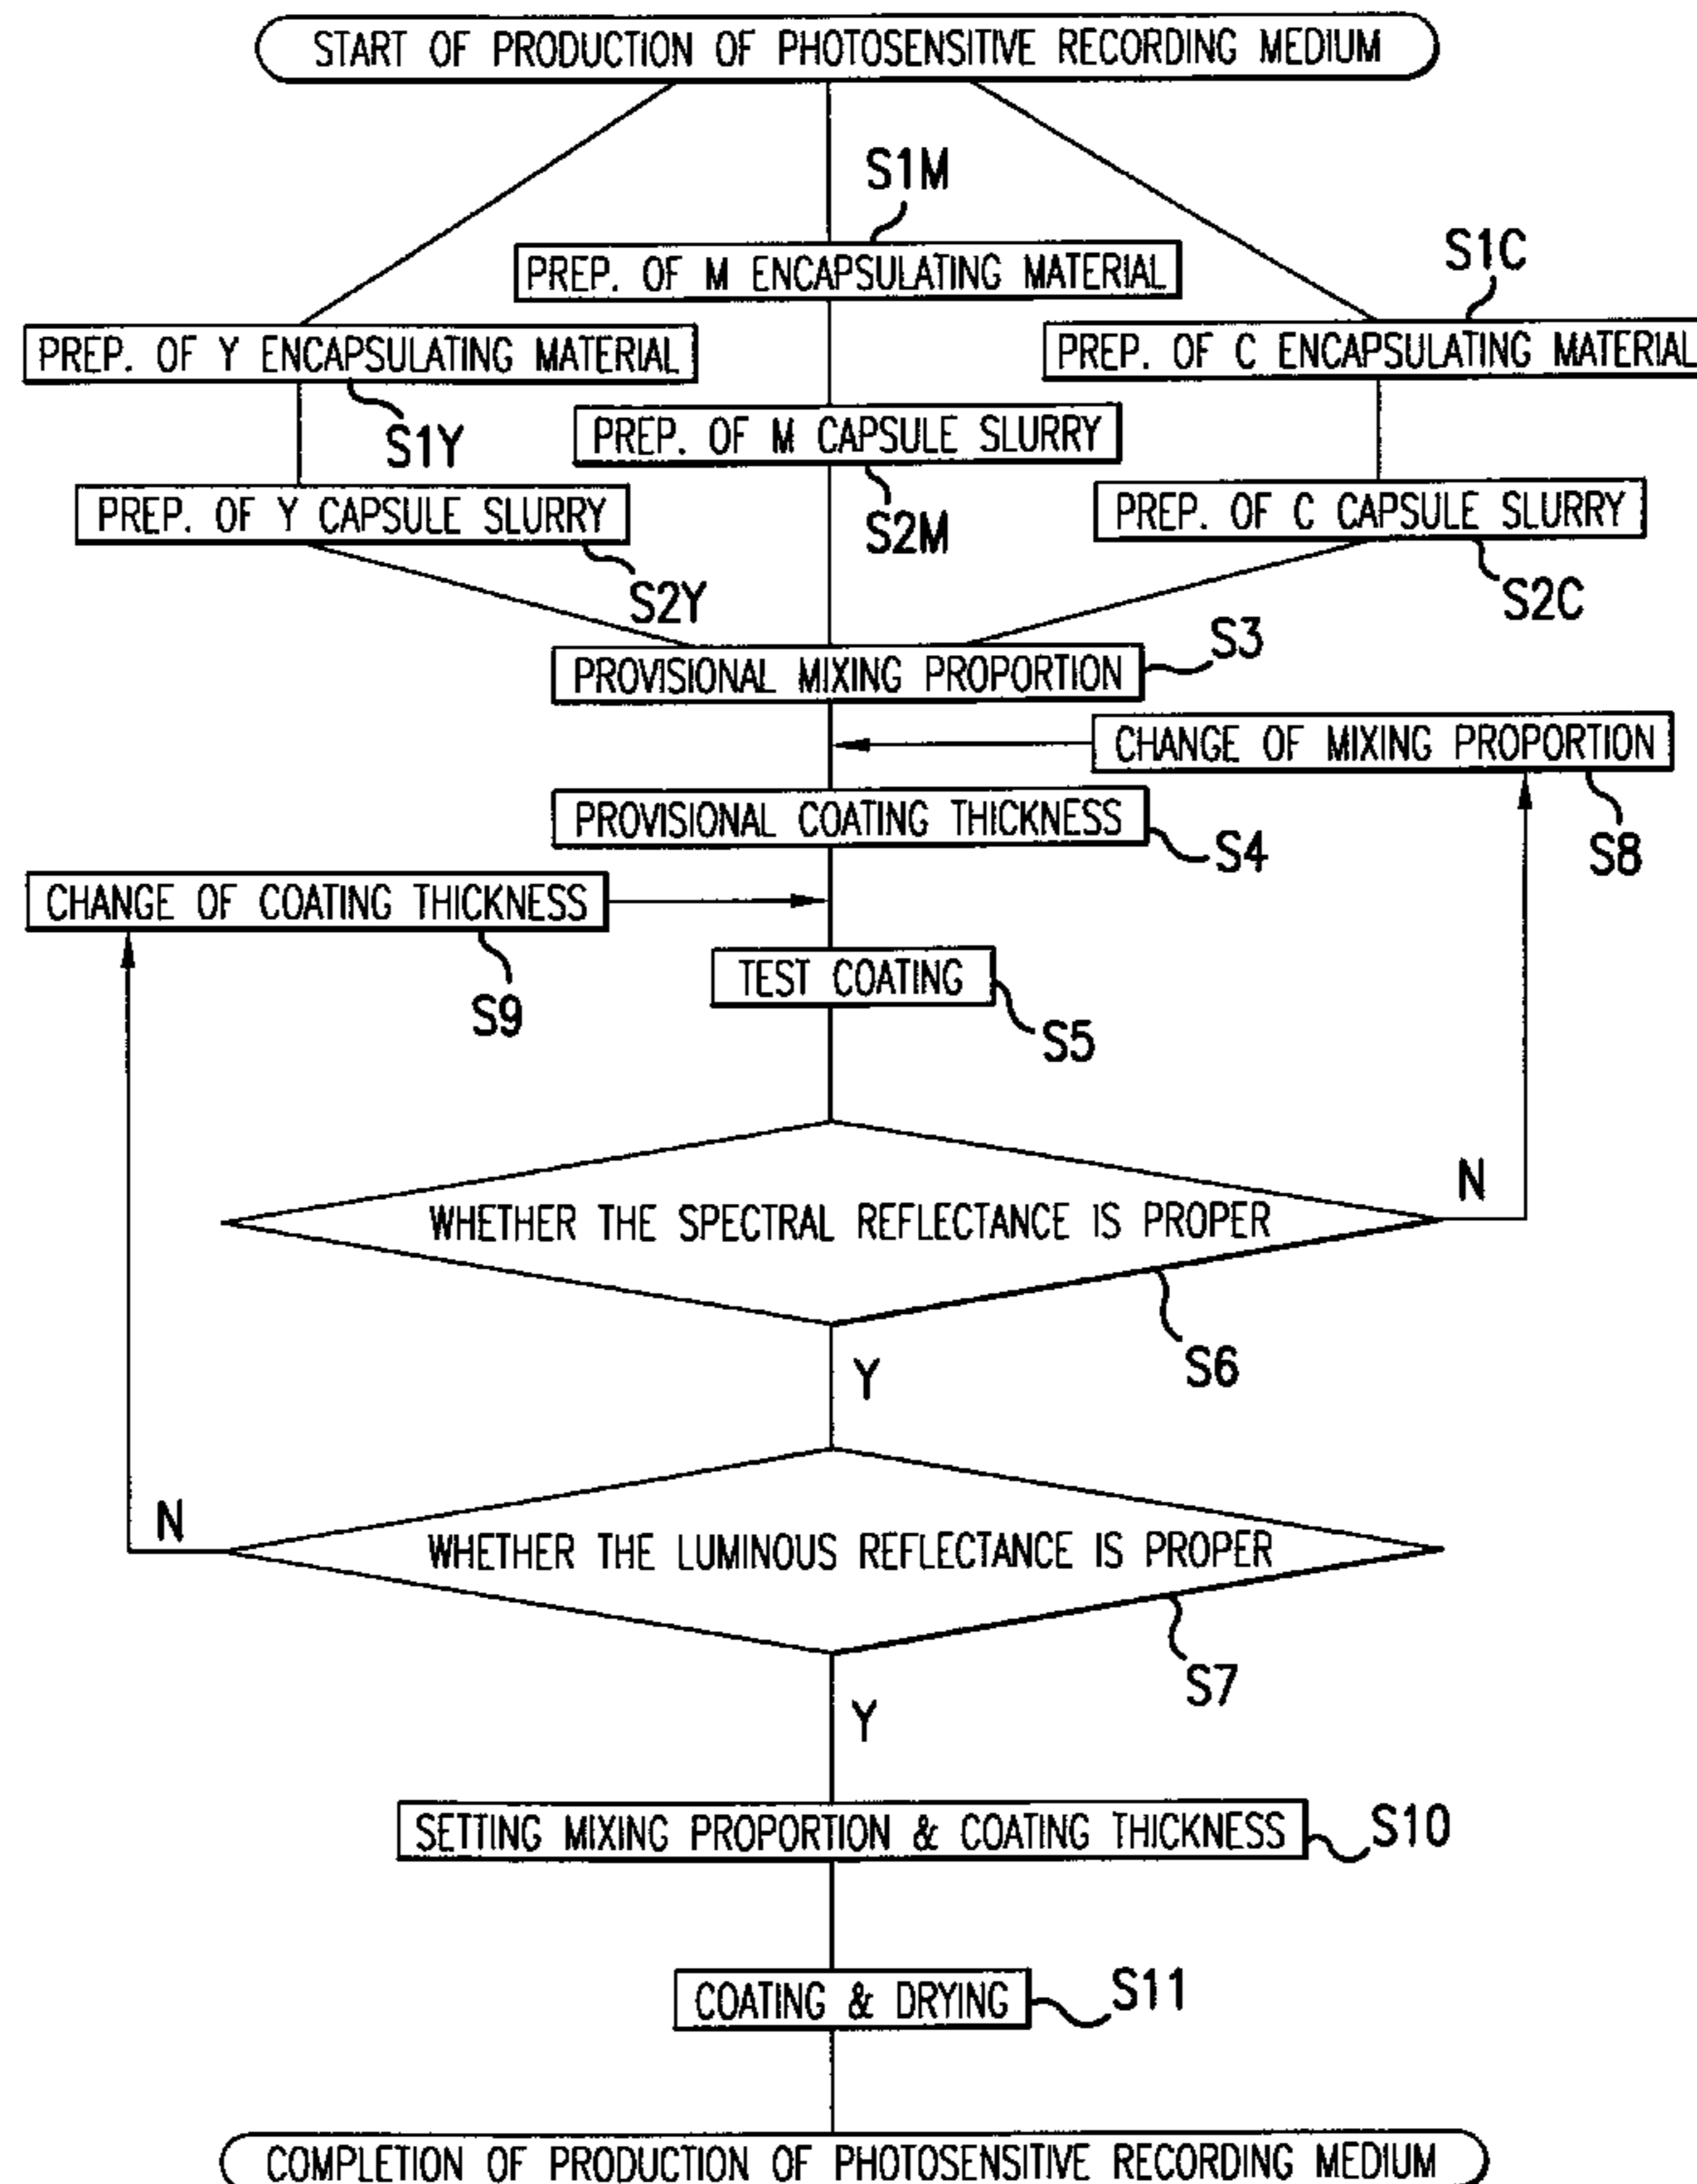 START OF PRODUCTION OF PHOTOSENSITIVE RECORDING MEDIUM
S1M
PREP. OF M ENCAPSULATING MATERIAL
S1C
PREP. OF Y ENCAPSULATING MATERIAL
PREP. OF C ENCAPSULATING MATERIAL
S1Y
PREP. OF M CAPSULE SLURRY
S2M
PREP. OF Y CAPSULE SLURRY
PREP. OF C CAPSULE SLURRY
S2Y
S2C
PROVISIONAL MIXING PROPORTION
S3
CHANGE OF MIXING PROPORTION
S8
PROVISIONAL COATING THICKNESS
S4
CHANGE OF COATING THICKNESS
S9
TEST COATING
S5
WHETHER THE SPECTRAL REFLECTANCE IS PROPER
N
S6
Y
WHETHER THE LUMINOUS REFLECTANCE IS PROPER
N
S7
Y
SETTING MIXING PROPORTION & COATING THICKNESS
S10
COATING & DRYING
S11
COMPLETION OF PRODUCTION OF PHOTOSENSITIVE RECORDING MEDIUM